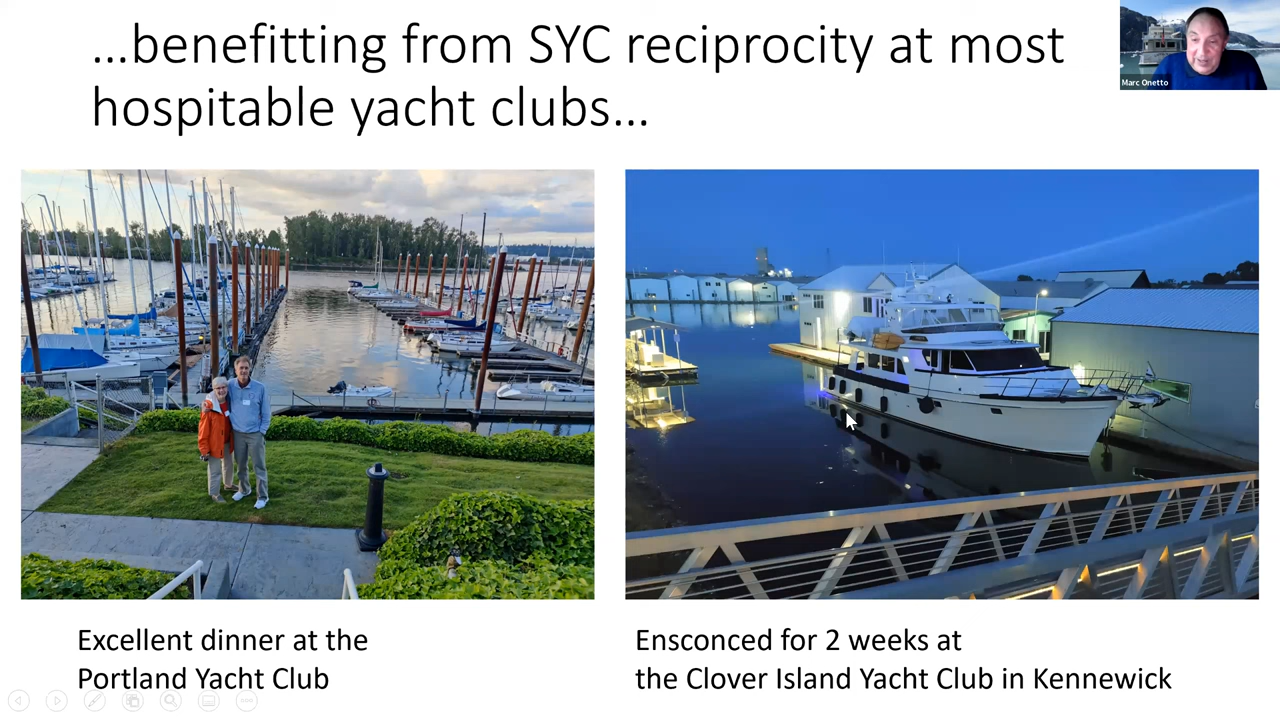 ...benefitting from SYC reciprocity at most
hospitable yacht clubs...
Marc Onetto
Excellent dinner at the
Portland Yacht Club
Ensconced for 2 weeks at
the Clover Island Yacht Club in Kennewick